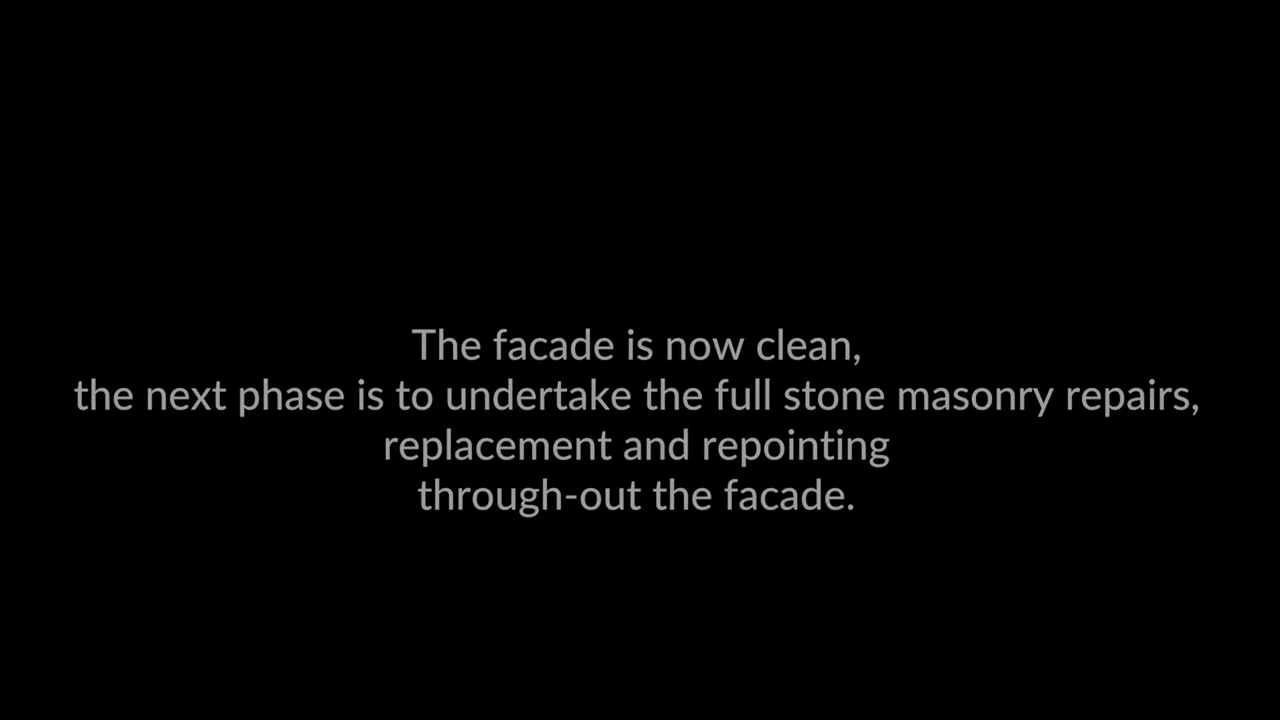 The facade is now clean,
the next phase is to undertake the full stone masonry repairs,
replacement and repointing
through-out the facade.